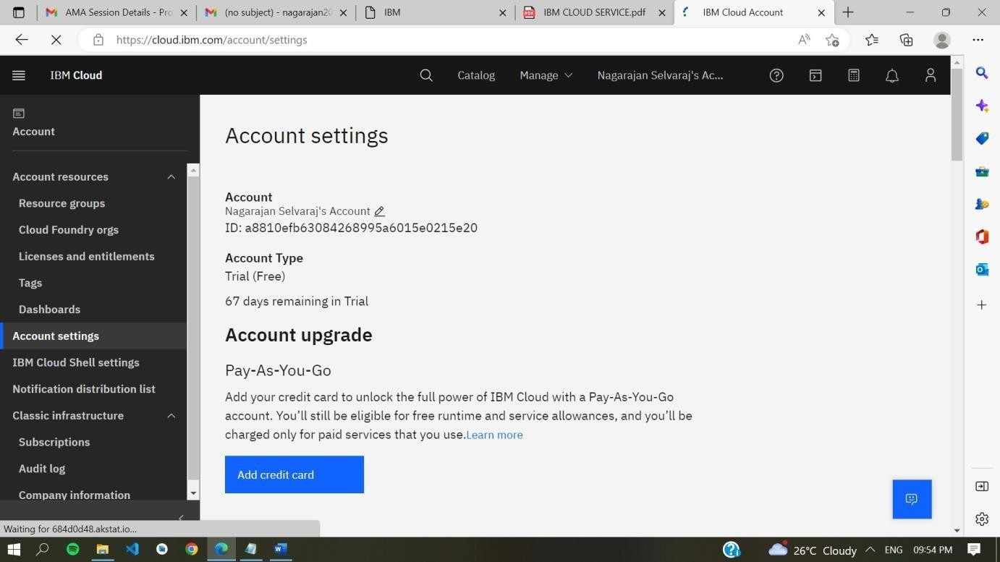 AMA Session Details - Pro
(no subject) - nagarajan20
IBM
IBM CLOUD SERVICE.pdf
IBM Cloud Account
https://cloud.ibm.com/account/settings
IBM Cloud
Catalog
Manage
Nagarajan Selvaraj's Ac...
Account
Account resources
Resource groups
Cloud Foundry orgs
Licenses and entitlements
Tags
Dashboards
Account settings
IBM Cloud Shell settings
Notification distribution list
Classic infrastructure
Subscriptions
Audit log
Company information
Account settings
Account
Nagarajan Selvaraj's Account
ID: a8810efb63084268995a6015e0215e20
Account Type
Trial (Free)
67 days remaining in Trial
Account upgrade
Pay-As-You-Go
Add your credit card to unlock the full power of IBM Cloud with a Pay-As-You-Go
account. You’ll still be eligible for free runtime and service allowances, and you’ll be
charged only for paid services that you use.Learn more
Add credit card
Waiting for 684d0d48.akstat.io...
26°C Cloudy
ENG
09:54 PM